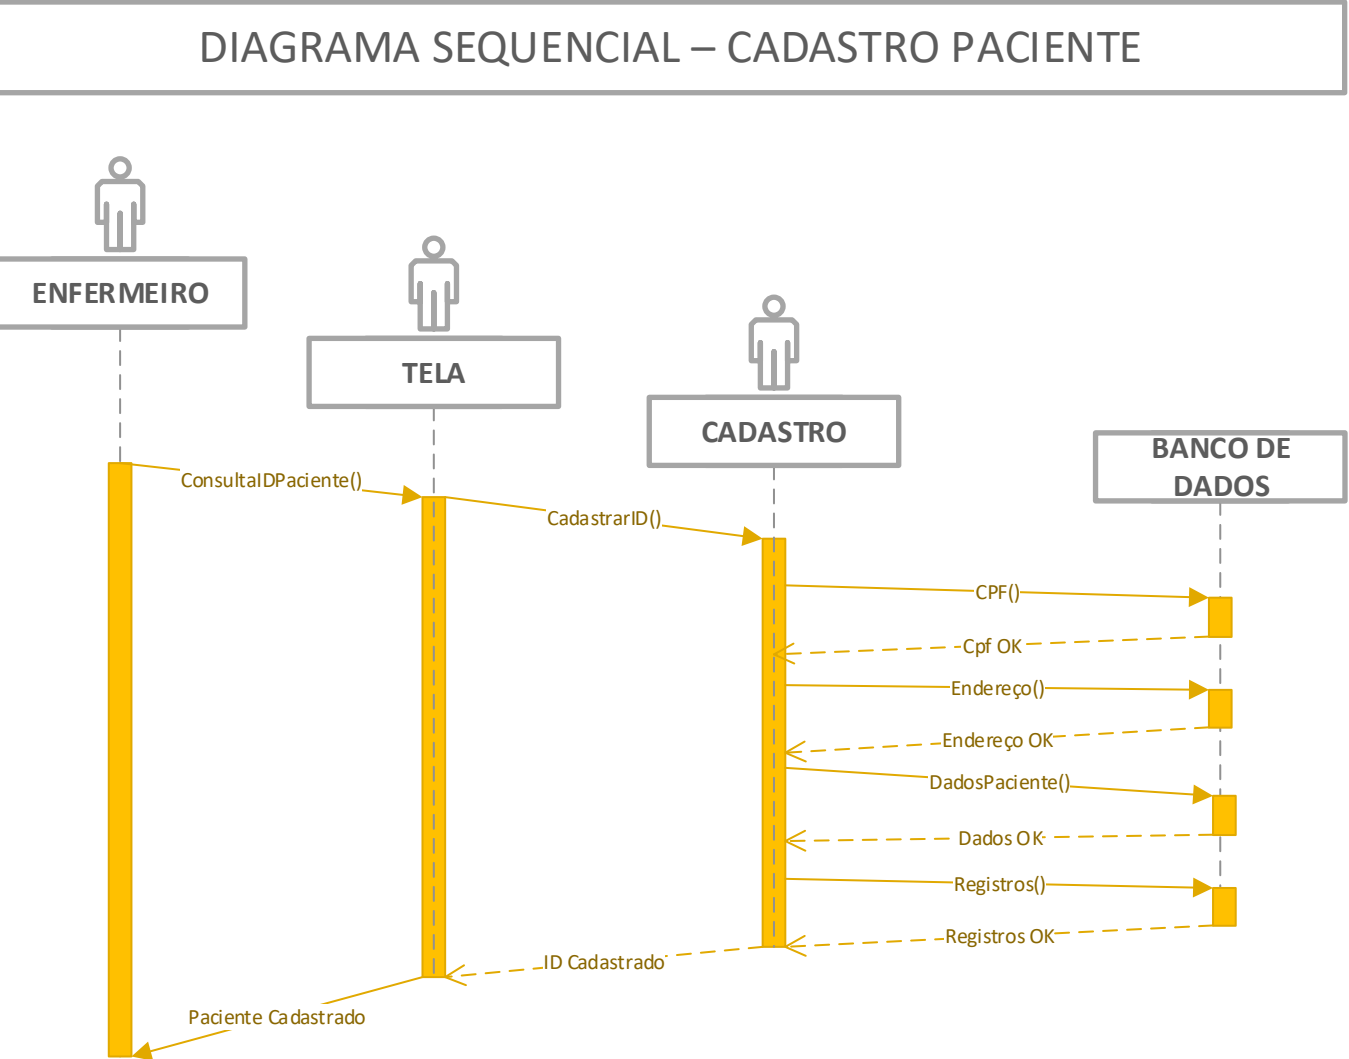 DIAGRAMA SEQUENCIAL – CADASTRO PACIENTE
ENFERMEIRO
TELA
CADASTRO
BANCO DE
DADOS
ConsultaIDPaciente()
CadastrarID()
CPF()
Cpf OK
Endereço()
Endereço OK
DadosPaciente()
Dados OK
Registros()
Registros OK
ID Cadastrado
Paciente Cadastrado